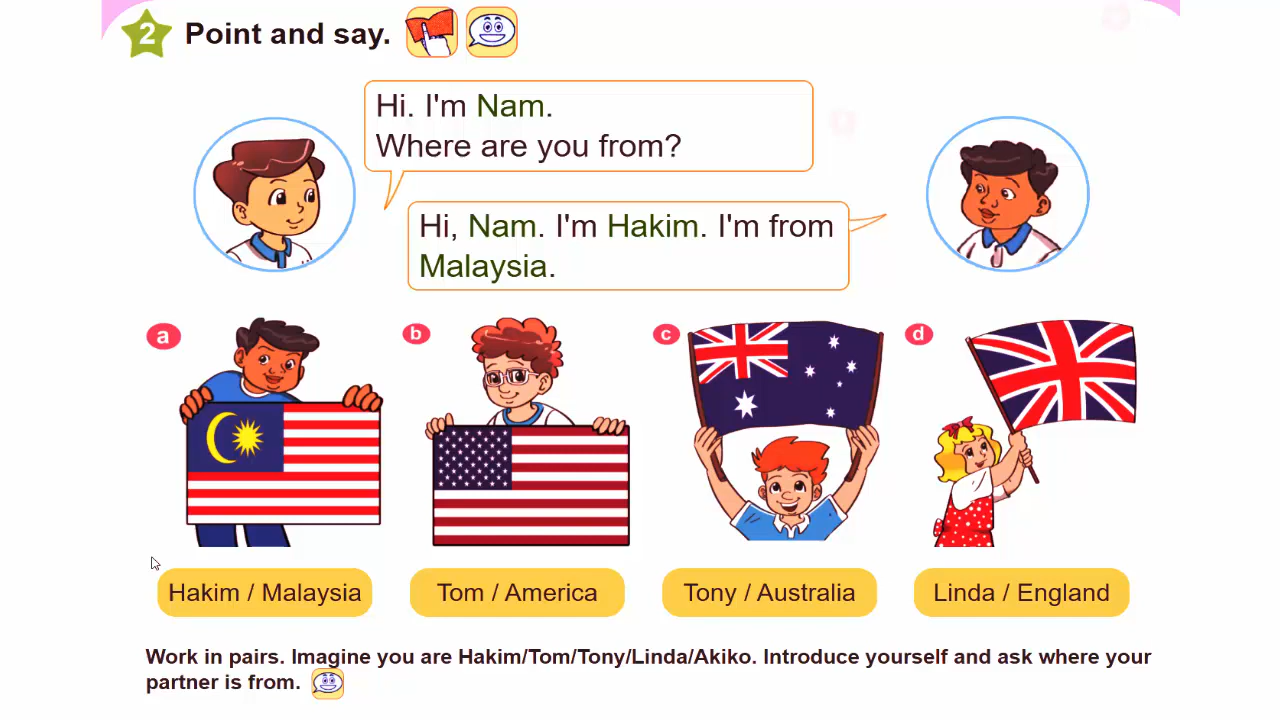 2 Point and say.
Hi. I'm Nam.
Where are you from?
Hi, Nam. I'm Hakim. I'm from
Malaysia.
a
b
c
d
Hakim / Malaysia
Tom / America
Tony / Australia
Linda / England
Work in pairs. Imagine you are Hakim/Tom/Tony/Linda/Akiko. Introduce yourself and ask where your
partner is from.